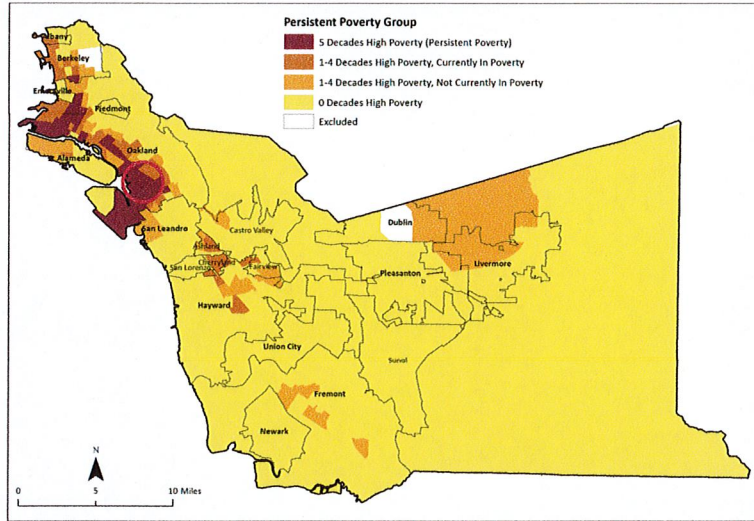 Persistent Poverty Group
5 Decades High Poverty (Persistent Poverty)
1-4 Decades High Poverty, Currently In Poverty
1-4 Decades High Poverty, Not Currently In Poverty
0 Decades High Poverty
Excluded
Albany
Berkeley
Emeryville
Piedmont
Oakland
Alameda
San Leandro
Castro Valley
Ashland
Cherryland
San Lorenzo
Fairview
Hayward
Dublin
Livermore
Pleasanton
Union City
Sunol
Fremont
Newark
N
0 5 10 Miles